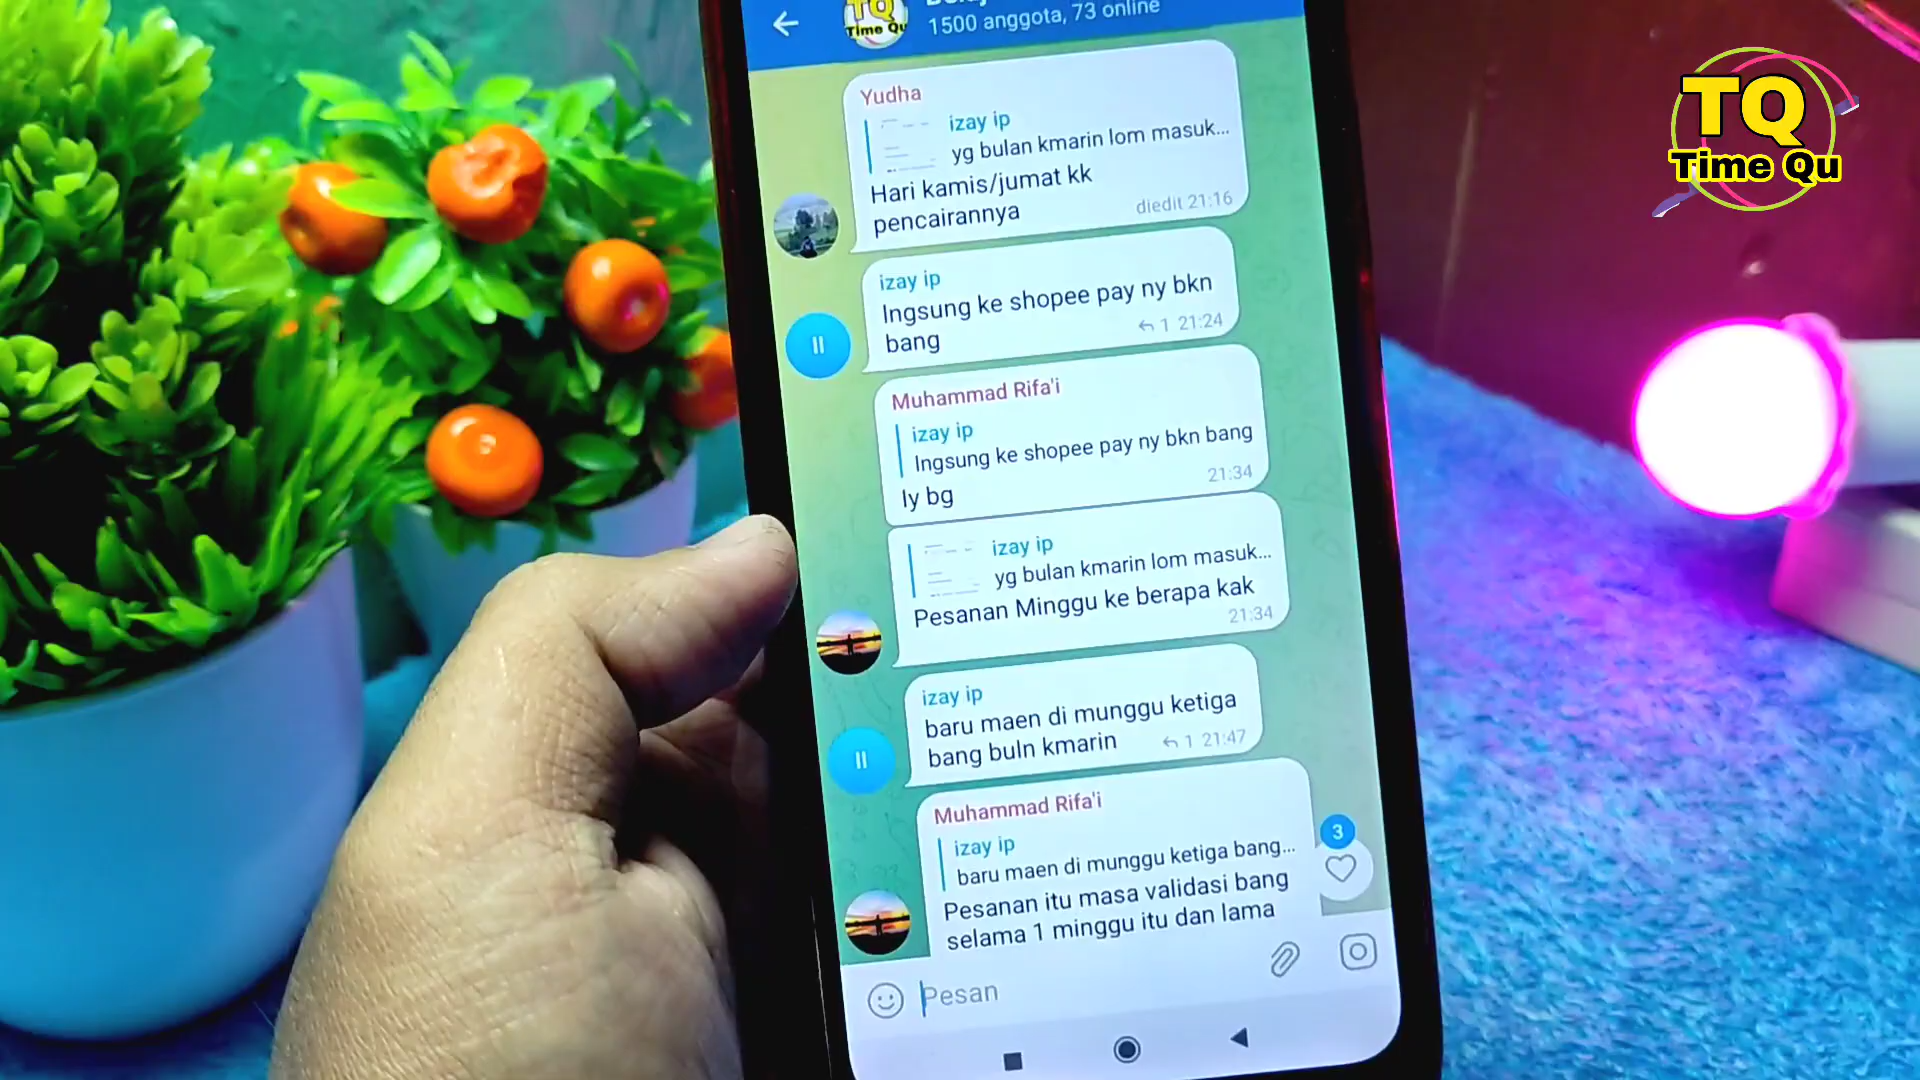 TQ
Time Qu
1500 anggota, 73 online
Yudha
izay ip
yg bulan kmarin lom masuk...
Hari kamis/jumat kk
pencairannya
diedit 21:16
izay ip
lngsung ke shopee pay ny bkn
bang
1 21:24
Muhammad Rifa'i
izay ip
lngsung ke shopee pay ny bkn bang
Iy bg
21:34
izay ip
yg bulan kmarin lom masuk...
Pesanan Minggu ke berapa kak
21:34
izay ip
baru maen di munggu ketiga
bang buln kmarin
1 21:47
Muhammad Rifa'i
izay ip
baru maen di munggu ketiga bang...
Pesanan itu masa validasi bang
selama 1 minggu itu dan lama
3
Pesan
TQ
Time Qu